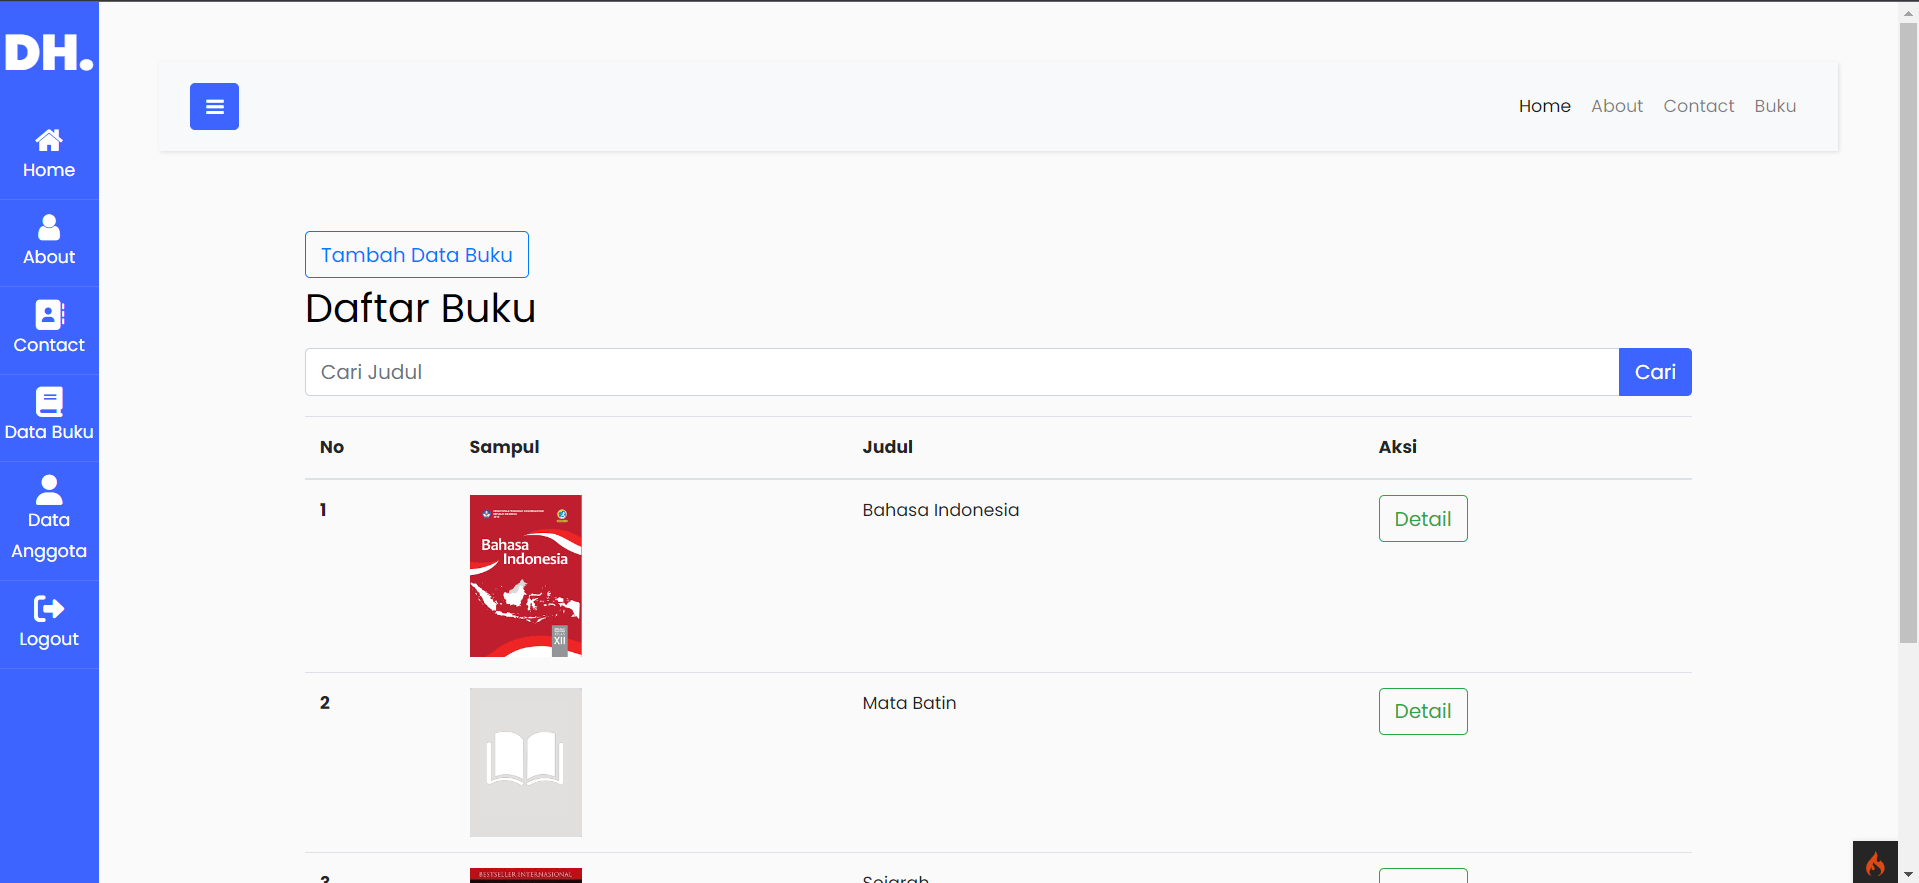 DH.
Home
About
Contact
Data Buku
Data
Anggota
Logout
Home About Contact Buku
Tambah Data Buku
Daftar Buku
Cari Judul Cari
No Sampul Judul Aksi
1 Bahasa Indonesia Detail
Bahasa
Indonesia
XII
2 Mata Batin Detail
3 Sejarah
BESTSELLER INTERNASIONAL